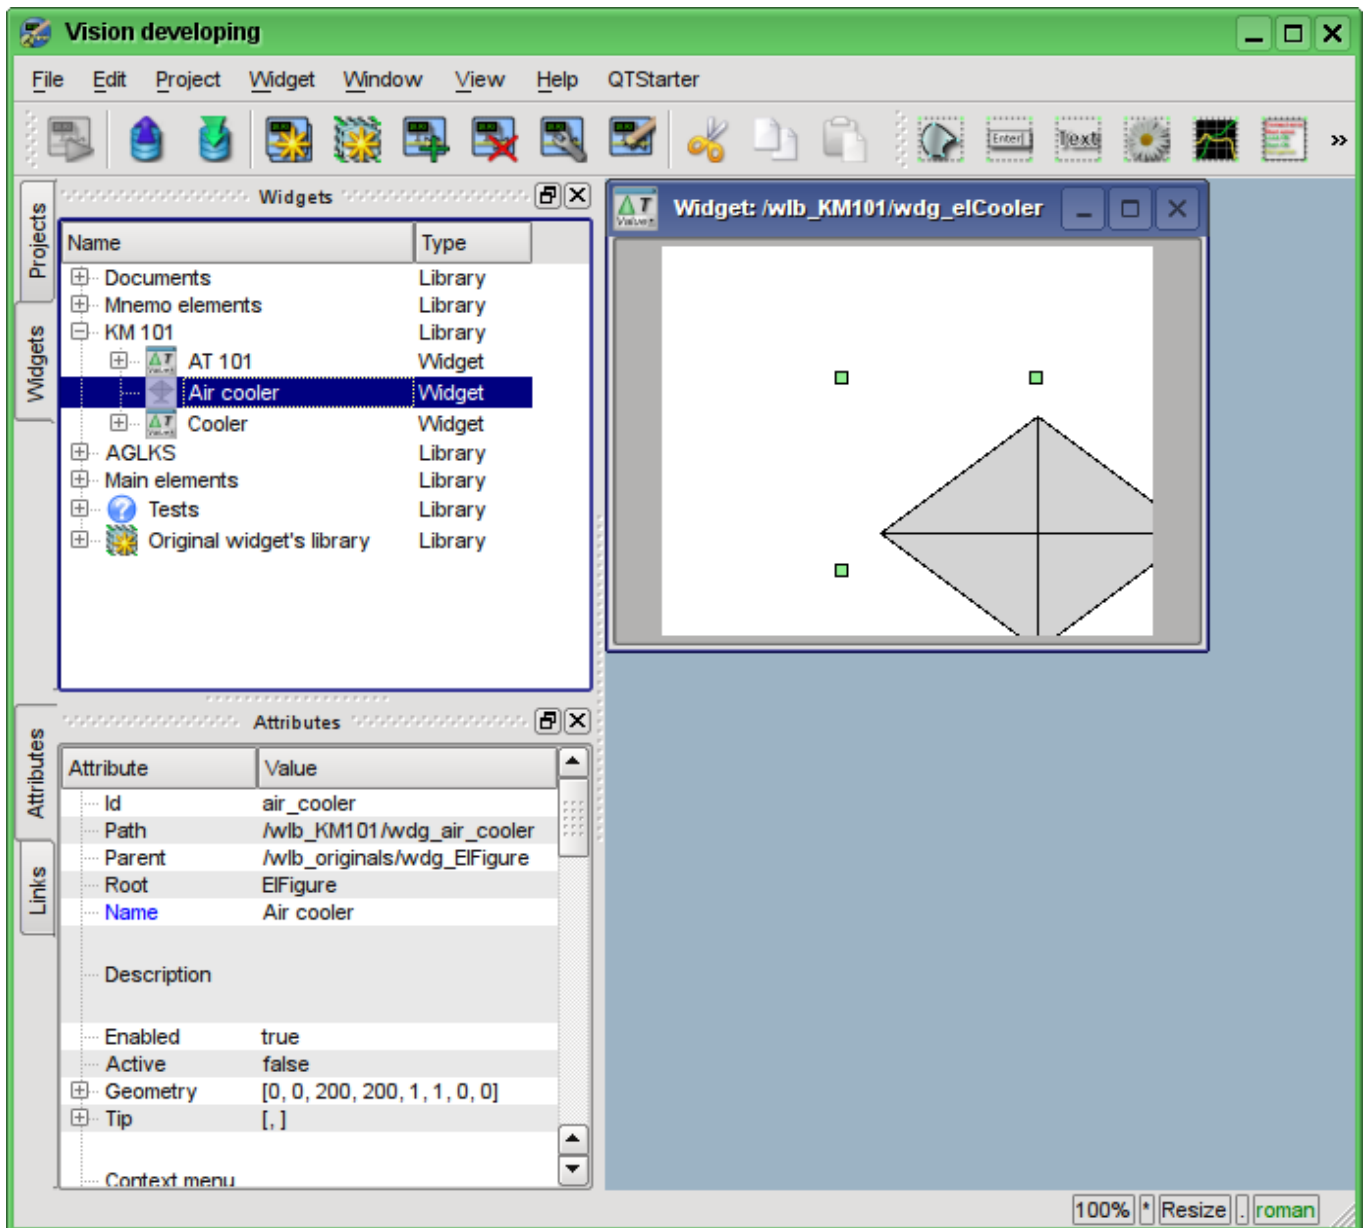 Vision developing
File Edit Project Widget Window View Help QTStarter
Enter Text »
Projects
Widgets
Widgets
Name Type
Documents Library
Mnemo elements Library
KM 101 Library
AT 101 Widget
Air cooler Widget
Cooler Widget
AGLKS Library
Main elements Library
Tests Library
Original widget's library Library
Widget: /wlb_KM101/wdg_elCooler
Attributes
Links
Attributes
Attribute Value
Id air_cooler
Path /wlb_KM101/wdg_air_cooler
Parent /wlb_originals/wdg_ElFigure
Root ElFigure
Name Air cooler
Description
Enabled true
Active false
Geometry [0, 0, 200, 200, 1, 1, 0, 0]
Tip [, ]
Context menu
100% * Resize . roman